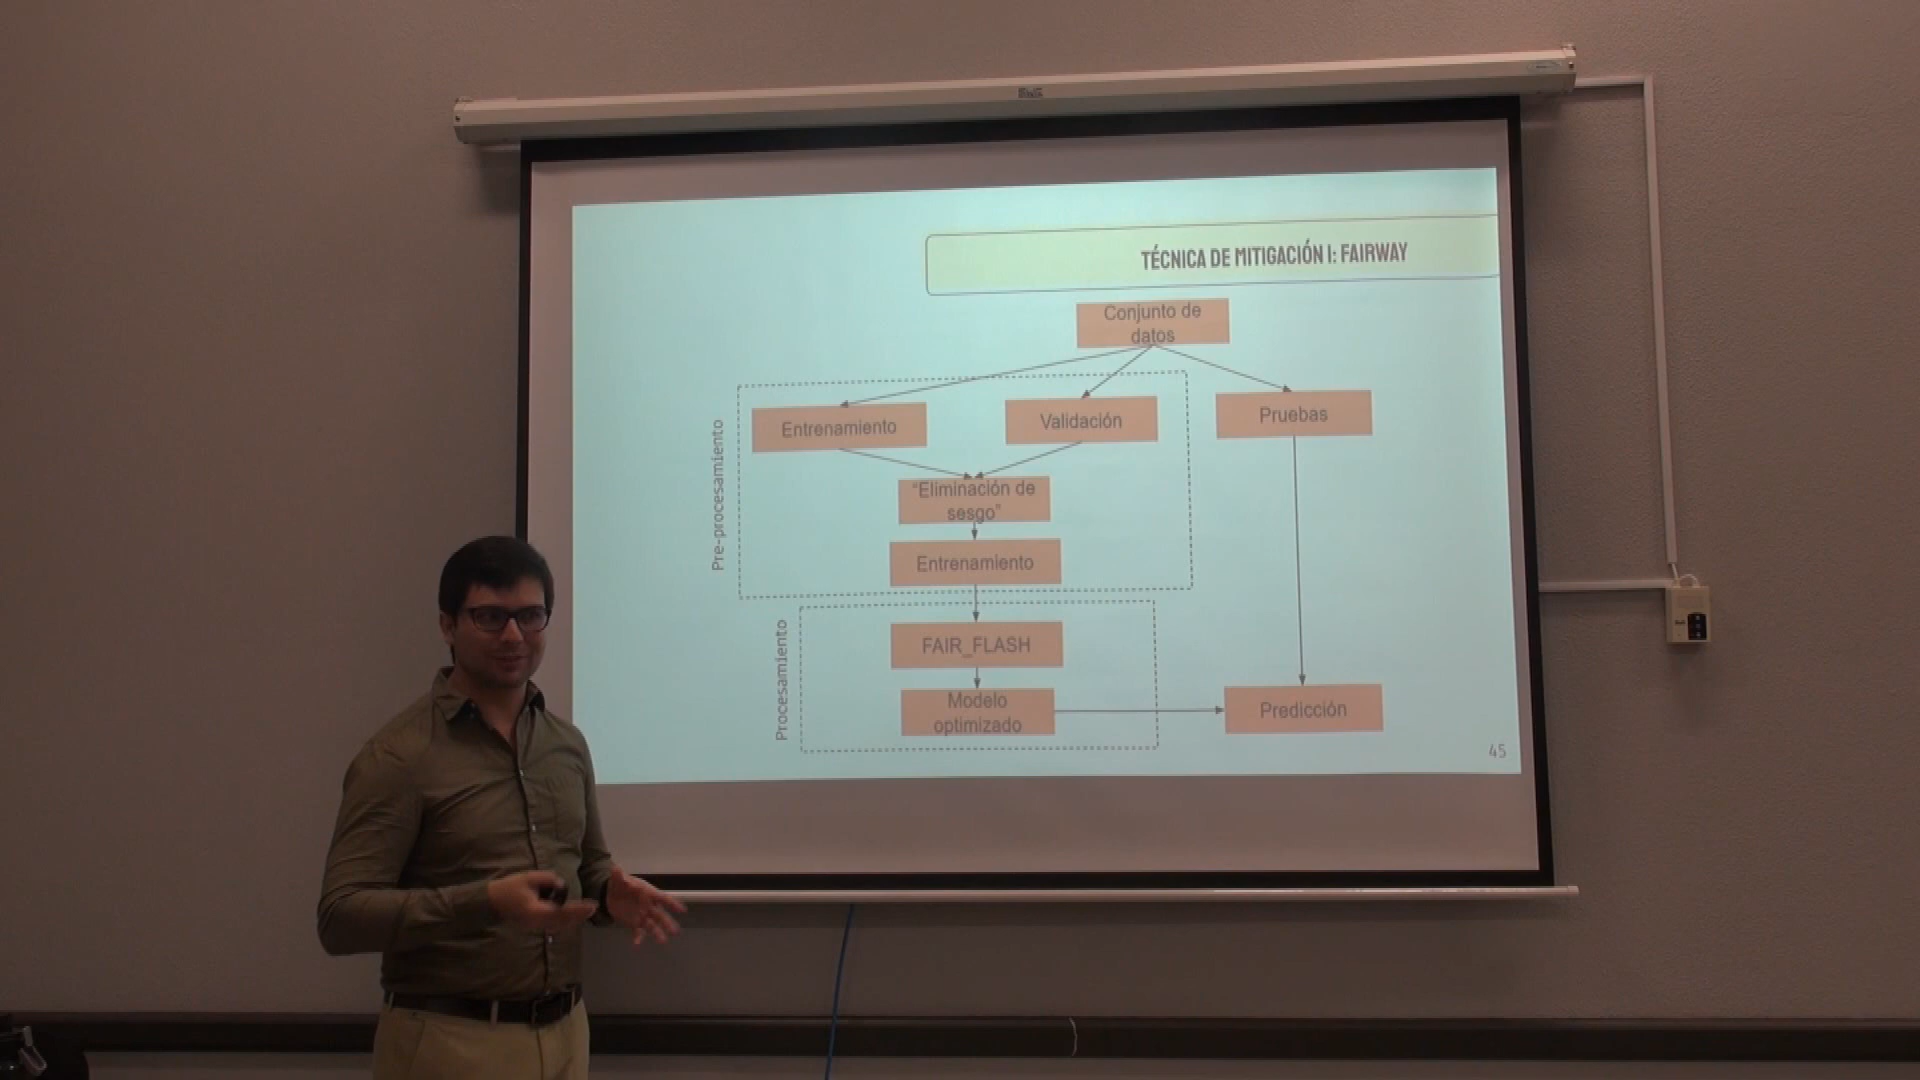 TÉCNICA DE MITIGACIÓN I: FAIRWAY
Conjunto de
datos
Entrenamiento
Validación
Pruebas
Pre-procesamiento
"Eliminación de
sesgo"
Entrenamiento
Procesamiento
FAIR_FLASH
Modelo
optimizado
Predicción
45